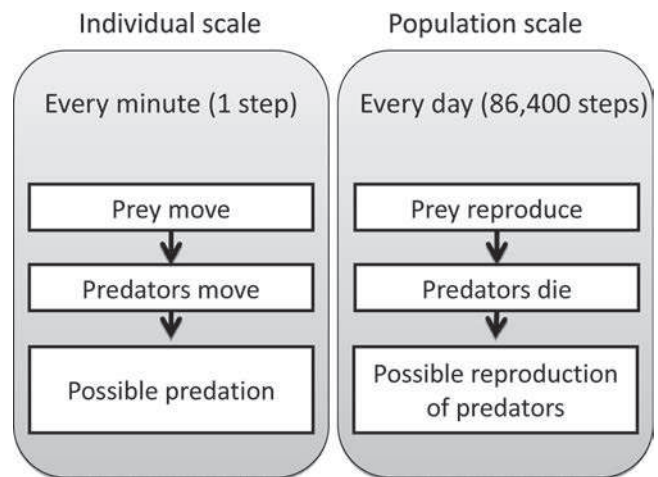 Individual scale
Every minute (1 step)
Prey move
Predators move
Possible predation
Population scale
Every day (86,400 steps)
Prey reproduce
Predators die
Possible reproduction
of predators